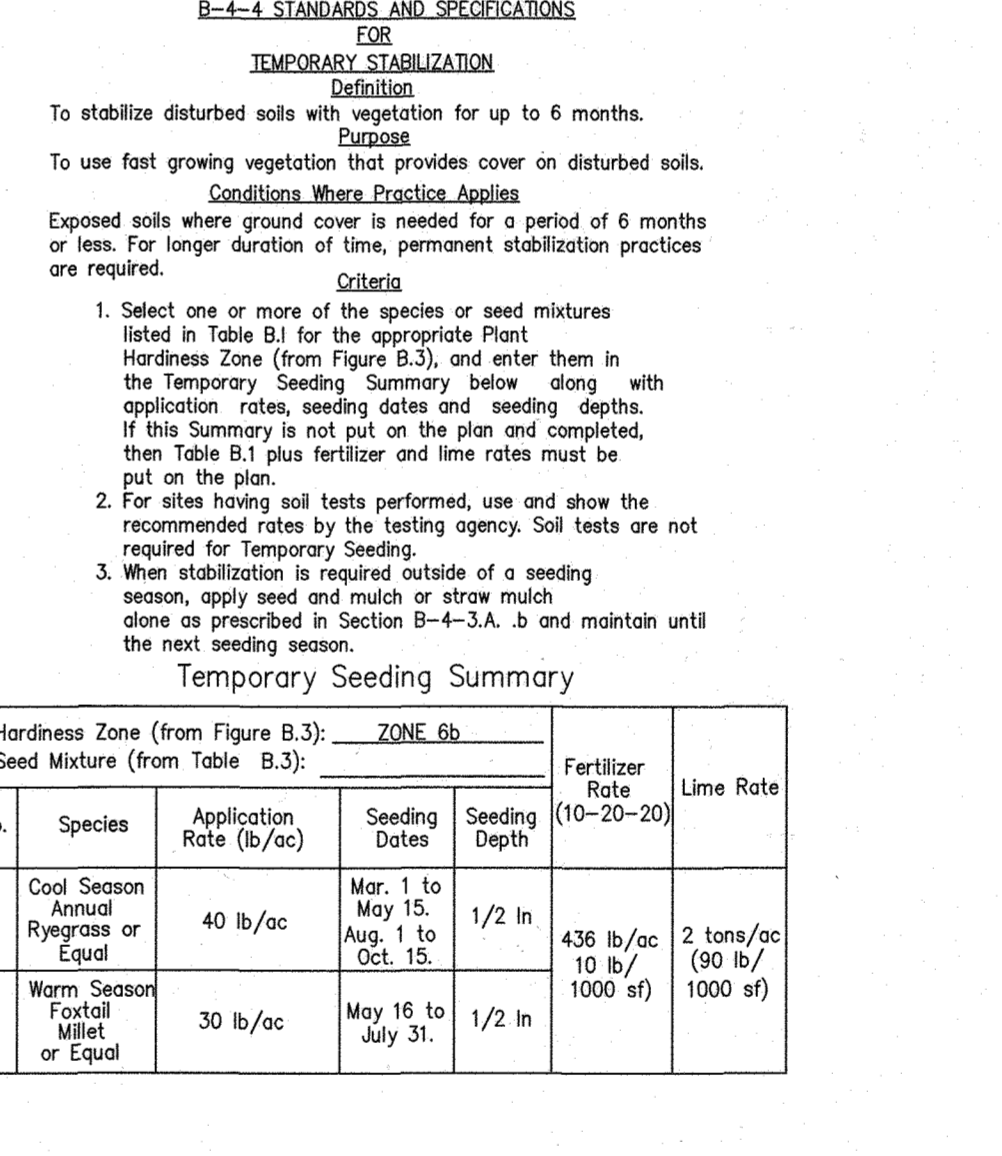 B-4-4 STANDARDS AND SPECIFICATIONS
FOR
TEMPORARY STABILIZATION
Definition
To stabilize disturbed soils with vegetation for up to 6 months.
Purpose
To use fast growing vegetation that provides cover on disturbed soils.
Conditions Where Practice Applies
Exposed soils where ground cover is needed for a period of 6 months
or less. For longer duration of time, permanent stabilization practices
are required.
Criteria
1. Select one or more of the species or seed mixtures
listed in Table B.I for the appropriate Plant
Hardiness Zone (from Figure B.3), and enter them in
the Temporary Seeding Summary below along with
application rates, seeding dates and seeding depths.
If this Summary is not put on the plan and completed,
then Table B.1 plus fertilizer and lime rates must be
put on the plan.
2. For sites having soil tests performed, use and show the
recommended rates by the testing agency. Soil tests are not
required for Temporary Seeding.
3. When stabilization is required outside of a seeding
season, apply seed and mulch or straw mulch
alone as prescribed in Section B-4-3.A. .b and maintain until
the next seeding season.
Temporary Seeding Summary
Hardiness Zone (from Figure B.3): ZONE 6b
Seed Mixture (from Table B.3):
Fertilizer
Rate
(10-20-20)
Lime Rate
Species
Application
Rate (lb/ac)
Seeding
Dates
Seeding
Depth
Cool Season
Annual
Ryegrass or
Equal
40 lb/ac
Mar. 1 to
May 15.
Aug. 1 to
Oct. 15.
1/2 In
436 lb/ac
10 lb/
1000 sf)
2 tons/ac
(90 lb/
1000 sf)
Warm Season
Foxtail
Millet
or Equal
30 lb/ac
May 16 to
July 31.
1/2 In